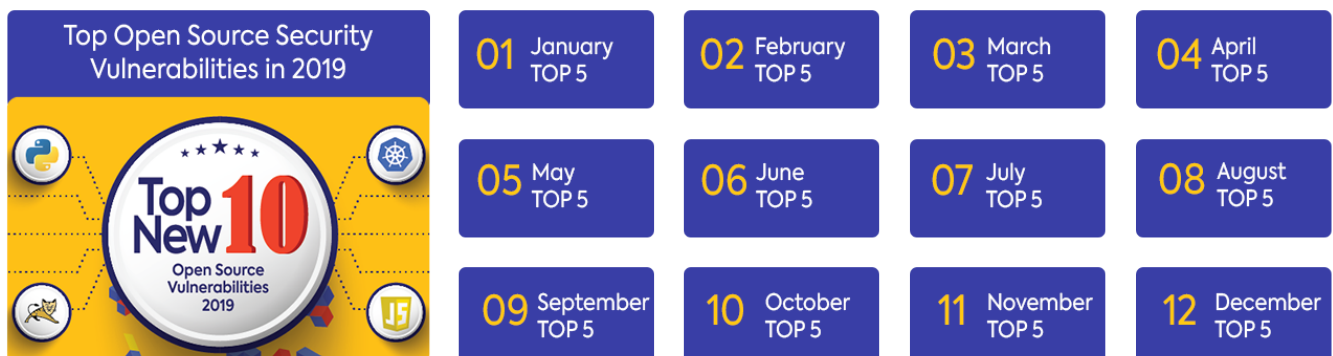 Top Open Source Security
Vulnerabilities in 2019
Top
New 10
Open Source
Vulnerabilities
2019
JS
01 January
TOP 5
02 February
TOP 5
03 March
TOP 5
04 April
TOP 5
05 May
TOP 5
06 June
TOP 5
07 July
TOP 5
08 August
TOP 5
09 September
TOP 5
10 October
TOP 5
11 November
TOP 5
12 December
TOP 5